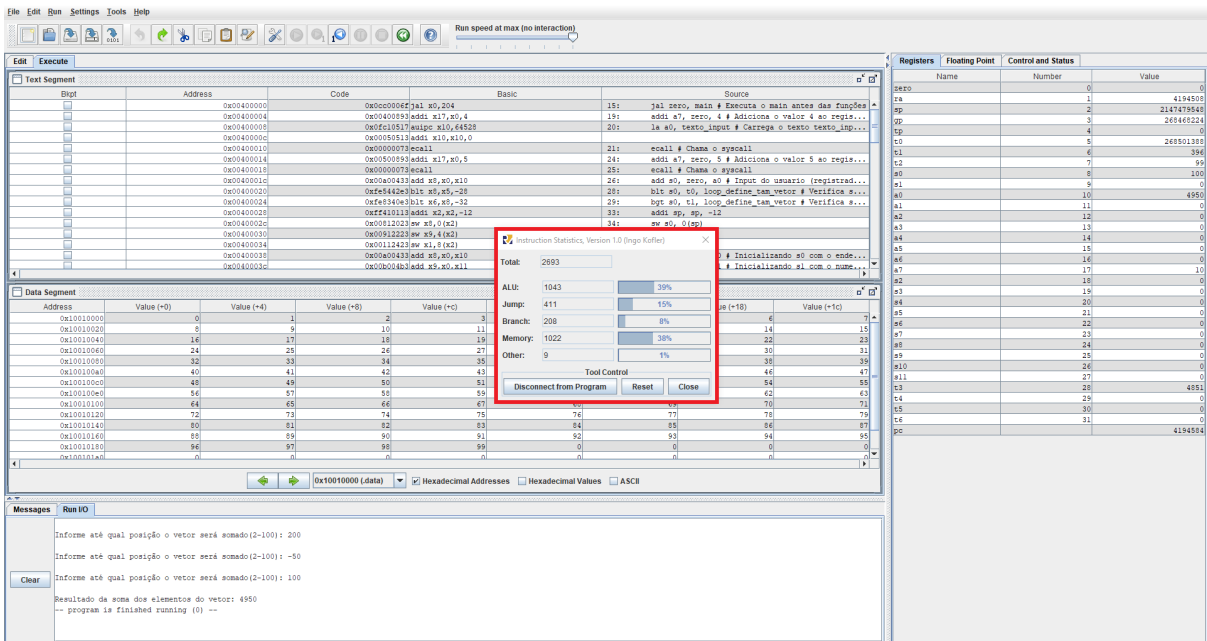 File Edit Run Settings Tools Help
Run speed at max (no interaction)
Edit Execute
Text Segment
Bkpt Address Code Basic Source
0x00400000 0x0cc0006f jal x0,204 15: jal zero, main # Executa o main antes das funções
0x00400004 0x00400893 addi x17,x0,4 19: addi a7, zero, 4 # Adiciona o valor 4 ao regis...
0x00400008 0x0fc10517 auipc x10,64528 20: la a0, texto_input # Carrega o texto texto_inp...
0x0040000c 0x00050513 addi x10,x10,0
0x00400010 0x00000073 ecall 21: ecall # Chama o syscall
0x00400014 0x00500893 addi x17,x0,5 24: addi a7, zero, 5 # Adiciona o valor 5 ao regis...
0x00400018 0x00000073 ecall 25: ecall # Chama o syscall
0x0040001c 0x00a00433 add x8,x0,x10 26: add s0, zero, a0 # Input do usuario (registrad...
0x00400020 0xfe5442e3 blt x8,x5,-28 28: blt s0, t0, loop_define_tam_vetor # Verifica s...
0x00400024 0xfe8340e3 blt x6,x8,-32 29: bgt s0, t1, loop_define_tam_vetor # Verifica s...
0x00400028 0xff410113 addi x2,x2,-12 33: addi sp, sp, -12
0x0040002c 0x00812023 sw x8,0(x2) 34: sw s0, 0(sp)
0x00400030 0x00912223 sw x9,4(x2)
0x00400034 0x00112423 sw x1,8(x2)
0x00400038 0x00a00433 add x8,x0,x10 # Inicializando s0 com o ende...
0x0040003c 0x00b004b3 add x9,x0,x11 # Inicializando s1 com o nume...
Instruction Statistics, Version 1.0 (Ingo Kofler)
Total: 2693
ALU: 1043 39%
Jump: 411 15%
Branch: 208 8%
Memory: 1022 38%
Other: 9 1%
Tool Control
Disconnect from Program Reset Close
Data Segment
Address Value (+0) Value (+4) Value (+8) Value (+c) Value (+1c)
0x10010000 0 1 2 3 6 7
0x10010020 8 9 10 11 14 15
0x10010040 16 17 18 19 22 23
0x10010060 24 25 26 27 30 31
0x10010080 32 33 34 35 38 39
0x100100a0 40 41 42 43 46 47
0x100100c0 48 49 50 51 54 55
0x100100e0 56 57 58 59 62 63
0x10010100 64 65 66 67 68 69 70 71
0x10010120 72 73 74 75 76 77 78 79
0x10010140 80 81 82 83 84 85 86 87
0x10010160 88 89 90 91 92 93 94 95
0x10010180 96 97 98 99 0 0 0 0
0x100101a0 0 0 0 0 0 0 0 0
0x10010000 (.data) Hexadecimal Addresses Hexadecimal Values ASCII
Messages Run I/O
Informe até qual posição o vetor será somado(2-100): 200
Informe até qual posição o vetor será somado(2-100): -50
Clear
Informe até qual posição o vetor será somado(2-100): 100
Resultado da soma dos elementos do vetor: 4950
-- program is finished running (0) --
Registers Floating Point Control and Status
Name Number Value
zero 0 0
ra 1 4194508
sp 2 2147479548
gp 3 268468224
tp 4 0
t0 5 268501388
t1 6 396
t2 7 99
s0 8 100
s1 9 0
a0 10 4950
a1 11 0
a2 12 0
a3 13 0
a4 14 0
a5 15 0
a6 16 0
a7 17 10
s2 18 0
s3 19 0
s4 20 0
s5 21 0
s6 22 0
s7 23 0
s8 24 0
s9 25 0
s10 26 0
s11 27 0
t3 28 4851
t4 29 0
t5 30 0
t6 31 0
pc 4194584